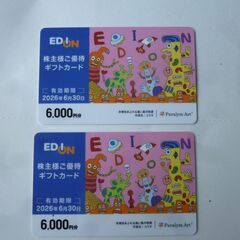 EDION
株主様ご優待
ギフトカード
有効期限
2026年6月30日
6,000円分
EDION
Paralym Art
EDION
株主様ご優待
ギフトカード
有効期限
2026年6月30日
6,000円分
EDION
Paralym Art